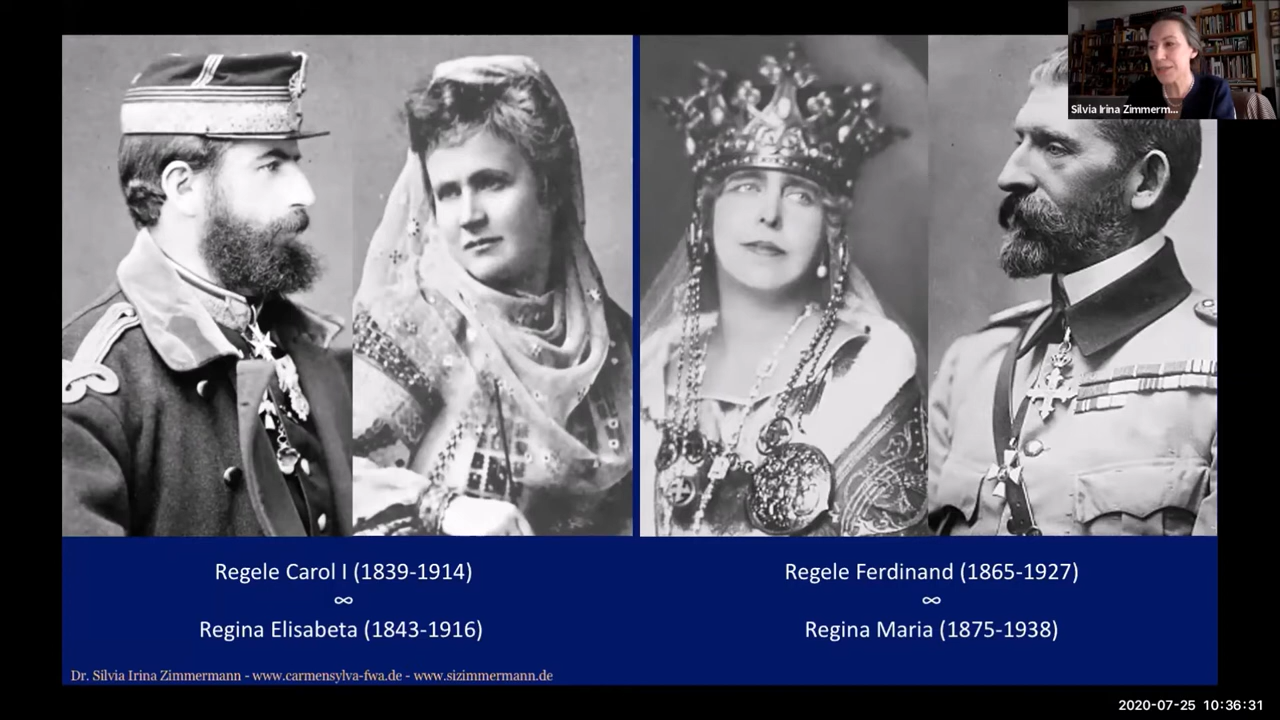 Silvia Irina Zimmerm...
Regele Carol I (1839-1914)
∞
Regina Elisabeta (1843-1916)
Regele Ferdinand (1865-1927)
∞
Regina Maria (1875-1938)
Dr. Silvia Irina Zimmermann - www.carmensylva-fwa.de - www.sizimmermann.de
2020-07-25 10:36:31